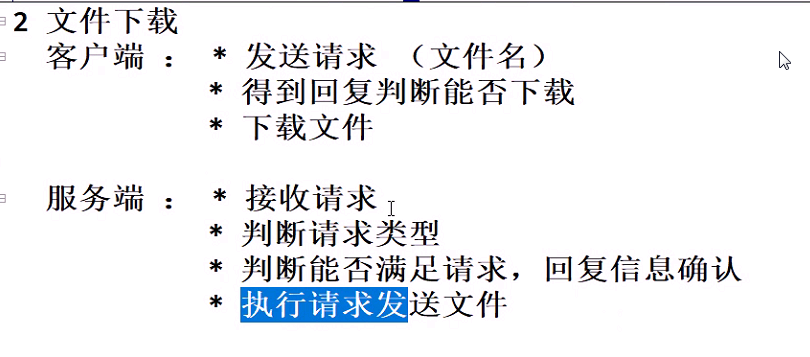 2 文件下载
客户端 : * 发送请求 （文件名）
* 得到回复判断能否下载
* 下载文件
服务端 : * 接收请求
* 判断请求类型
* 判断能否满足请求，回复信息确认
* 执行请求发送文件